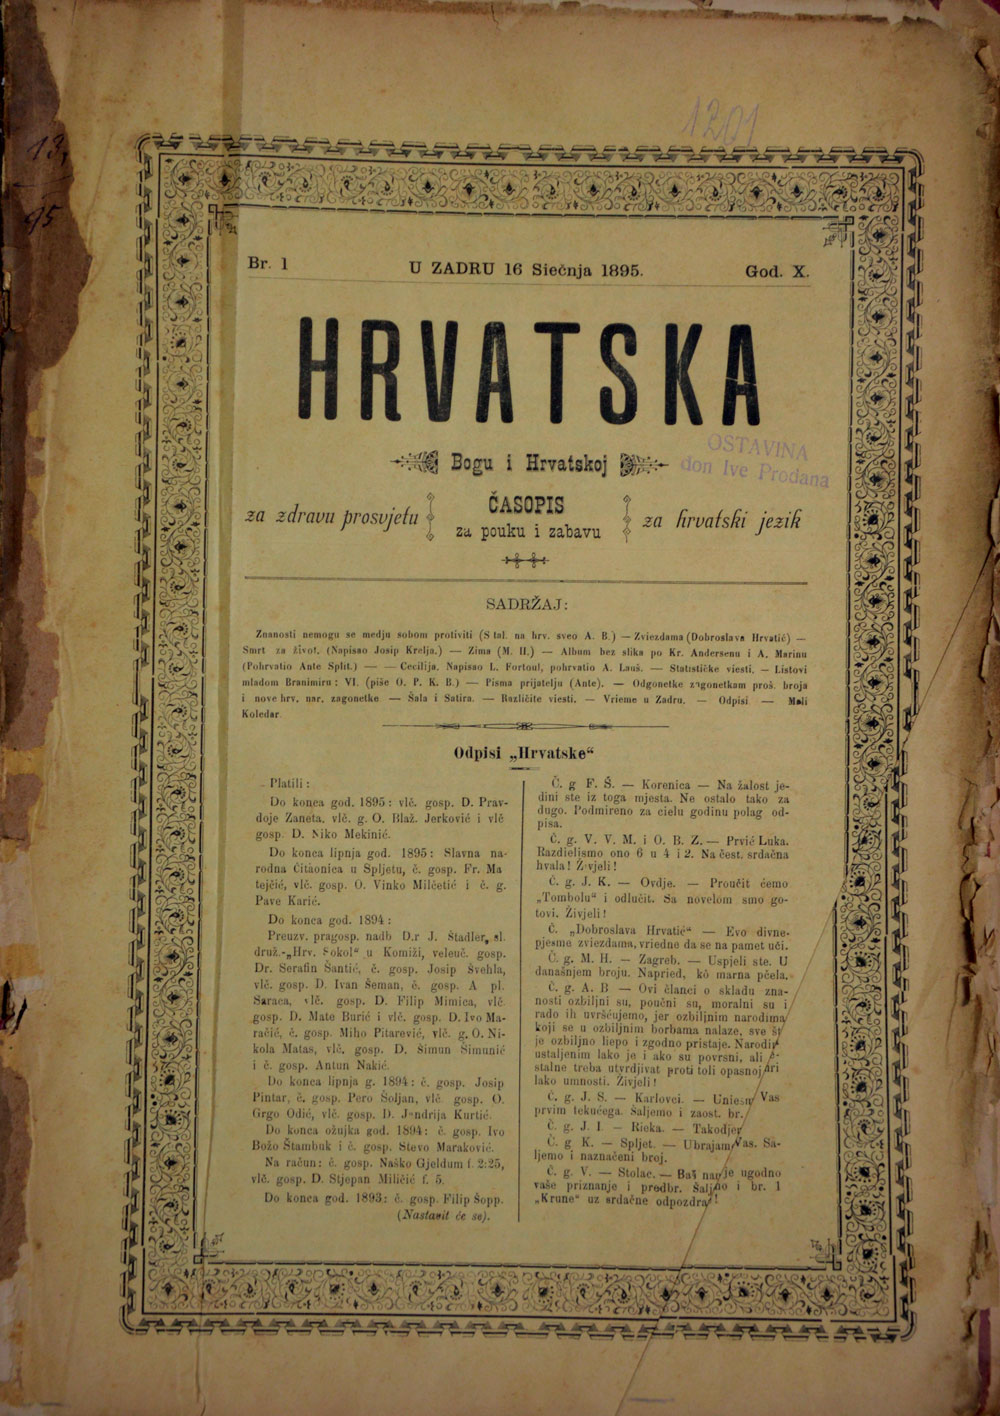 1201
13,
95
Br. 1 U ZADRU 16 Siečnja 1895. God. X.
HRVATSKA
OSTAVINA
don Ive Prodana
Bogu i Hrvatskoj
za zdravu prosvjetu
ČASOPIS
za pouku i zabavu
za hrvatski jezik
SADRŽAJ:
Znanosti nemogu se medju sobom protiviti (S tal. na hrv. sveo A. B.) — Zviezdama (Dobroslava Hrvatić) —
Smrt za život. (Napisao Josip Krelja.) — Zima (M. H.) — Album bez slika po Kr. Andersenu i A. Marinu
(Pohrvatio Ante Split.) — — Cecilija. Napisao L. Fortoul, pohrvatio A. Lauš. — Statističke viesti. — Listovi
mladom Branimiru: VI. (piše O. P. K. B.) — Pisma prijatelju (Ante). — Odgonetke zagonetkam proš. broja
i nove hrv. nar. zagonetke. — Šala i Satira. — Različite viesti. — Vrieme u Zadru. — Odpisi — Mali
Koledar.
Odpisi „Hrvatske“
Platili:
Do konca god. 1895: vlč. gosp. D. Prav-
doje Zaneta, vlč. g. O. Blaž. Jerković i vlč
gosp. D. Niko Mekinić.
Do konca lipnja god. 1895: Slavna na-
rodna Čitaonica u Spljetu, č. gosp. Fr. Ma
tejčić, vlč. gosp. O. Vinko Milčetić i č. g.
Pave Karić.
Do konca god. 1894:
Preuzv. pragosp. nadb D.r J. Štadler, sl.
druž.-„Hrv. Sokol“ u Komiži, veleuč. gosp.
Dr. Serafin Šantić, č. gosp. Josip Švehla,
vlč. gosp. D. Ivan Šeman, č. gosp. A pl.
Saraca, vlč. gosp. D. Filip Mimica, vlč.
gosp. D. Mate Burić i vlč. gosp. D. Ivo Ma-
račić, č. gosp. Miho Pitarević, vlč. g. O. Ni-
kola Matas, vlč. gosp. D. Šimun Šimunić
i č. gosp. Antun Nakić.
Do konca lipnja g. 1894: č. gosp. Josip
Pintar, č. gosp. Pero Šoljan, vlč. gosp. O.
Grgo Odić, vlč. gosp. D. Jandrija Kurtić.
Do konca ožujka god. 1894: č. gosp. Ivo
Božo Štambuk i č. gosp. Stevo Maraković.
Na račun: č. gosp. Naško Gjeldum f. 2:25,
vlč. gosp. D. Stjepan Miličić f. 5.
Do konca god. 1893: č. gosp. Filip Šopp.
(Nastavit će se).
Č. g F. Š. — Korenica — Na žalost je-
dini ste iz toga mjesta. Ne ostalo tako za
dugo. Podmireno za cielu godinu polag od-
pisa.
Č. g. V. V. M. i O. B. Z. — Prvić Luka.
Razdielismo ono 6 u 4 i 2. Na čest. srdačna
hvala! Živjeli!
Č. g. J. K. — Ovdje. — Proučit ćemo
„Tombolu“ i odlučit. Sa novelom smo go-
tovi. Živjeli!
Č. „Dobroslava Hrvatić“ — Evo divne
pjesme zviezdama, vriedne da se na pamet uči.
Č. g. M. H. — Zagreb. — Uspjeli ste. U
današnjem broju. Napried, kô marna pčela.
Č. g. A. B — Ovi članci o skladu zna-
nosti ozbiljni su, poučni su, moralni su i
rado ih uvršćujemo, jer ozbiljnim narodima
koji se u ozbiljnim borbama nalaze, sve št
je ozbiljno liepo i zgodno pristaje. Narodi
ustaljenim lako je i ako su površni, ali
stalne treba utvrdjivat proti toli opasnoj
lako umnosti. Živjeli!
Č. g. J. S. — Karlovci. — Uniesm Vas
prvim tekućega. Šaljemo i zaost. br.
Č. g. J. I. — Rieka. — Takodjer
Č. g K. — Spljet. — Ubrajam Vas. Ša-
ljemo i naznačeni broj.
Č. g. V. — Stolac. — Baš nam je ugodno
vaše priznanje i predbr. Šaljmo i br. 1
„Krune“ uz srdačne odpozdra !